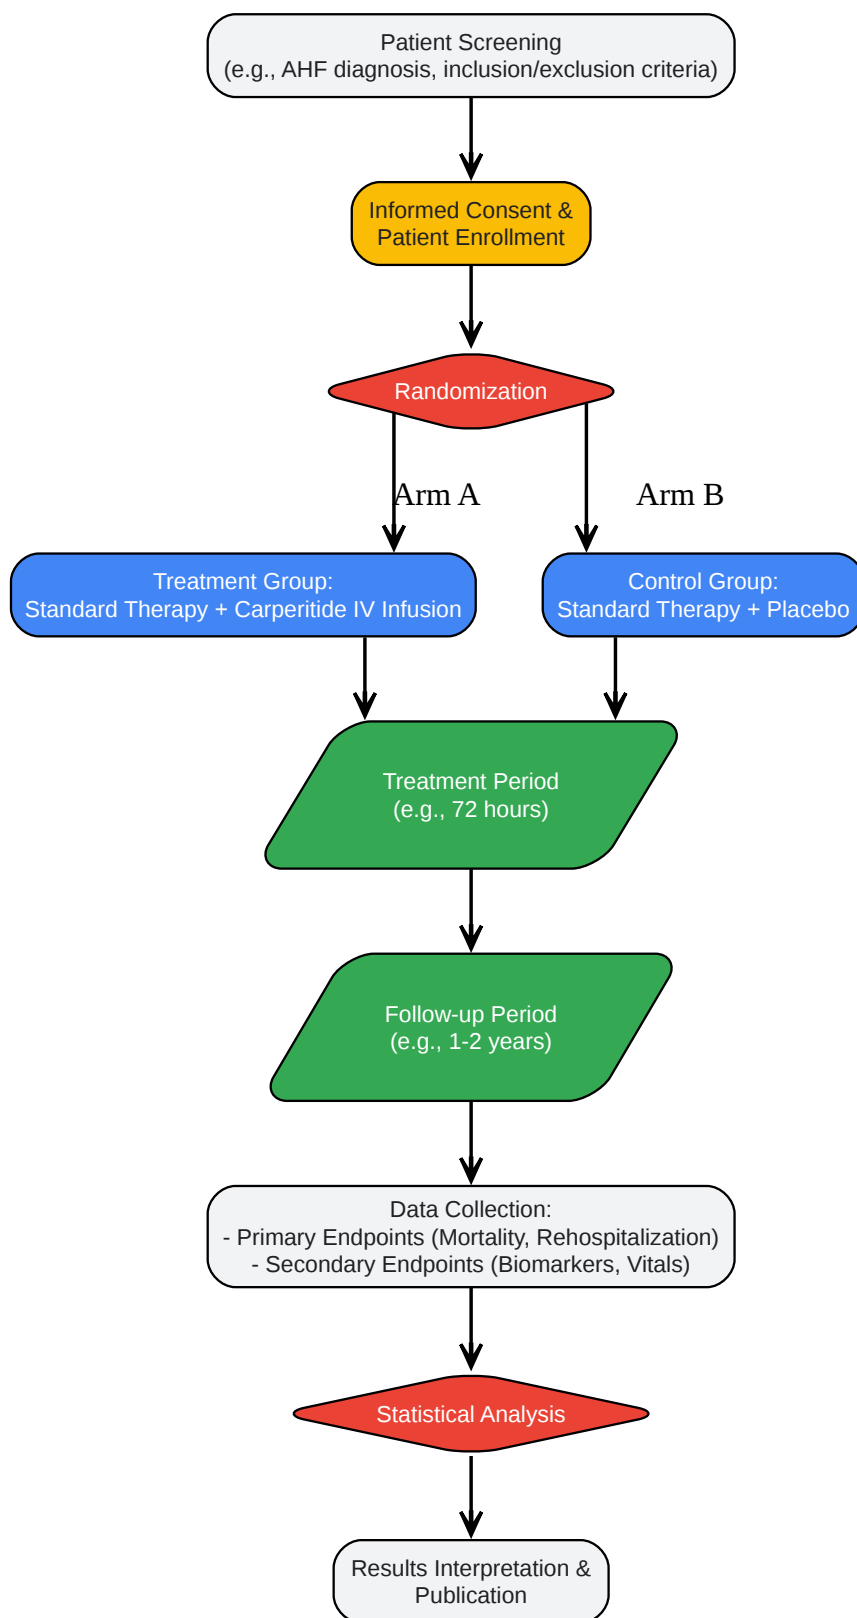 Patient Screening
(e.g., AHF diagnosis, inclusion/exclusion criteria)
Informed Consent &
Patient Enrollment
Randomization
Arm A
Arm B
Treatment Group:
Standard Therapy + Carperitide IV Infusion
Control Group:
Standard Therapy + Placebo
Treatment Period
(e.g., 72 hours)
Follow-up Period
(e.g., 1-2 years)
Data Collection:
- Primary Endpoints (Mortality, Rehospitalization)
- Secondary Endpoints (Biomarkers, Vitals)
Statistical Analysis
Results Interpretation &
Publication